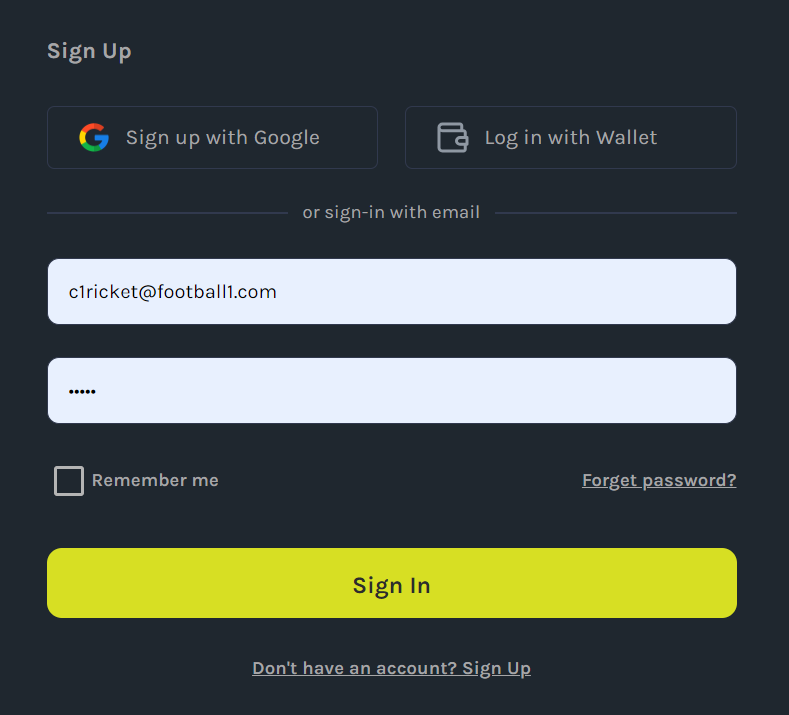 Sign Up
Sign up with Google
Log in with Wallet
or sign-in with email
c1ricket@football1.com
•••••
Remember me
Forget password?
Sign In
Don't have an account? Sign Up